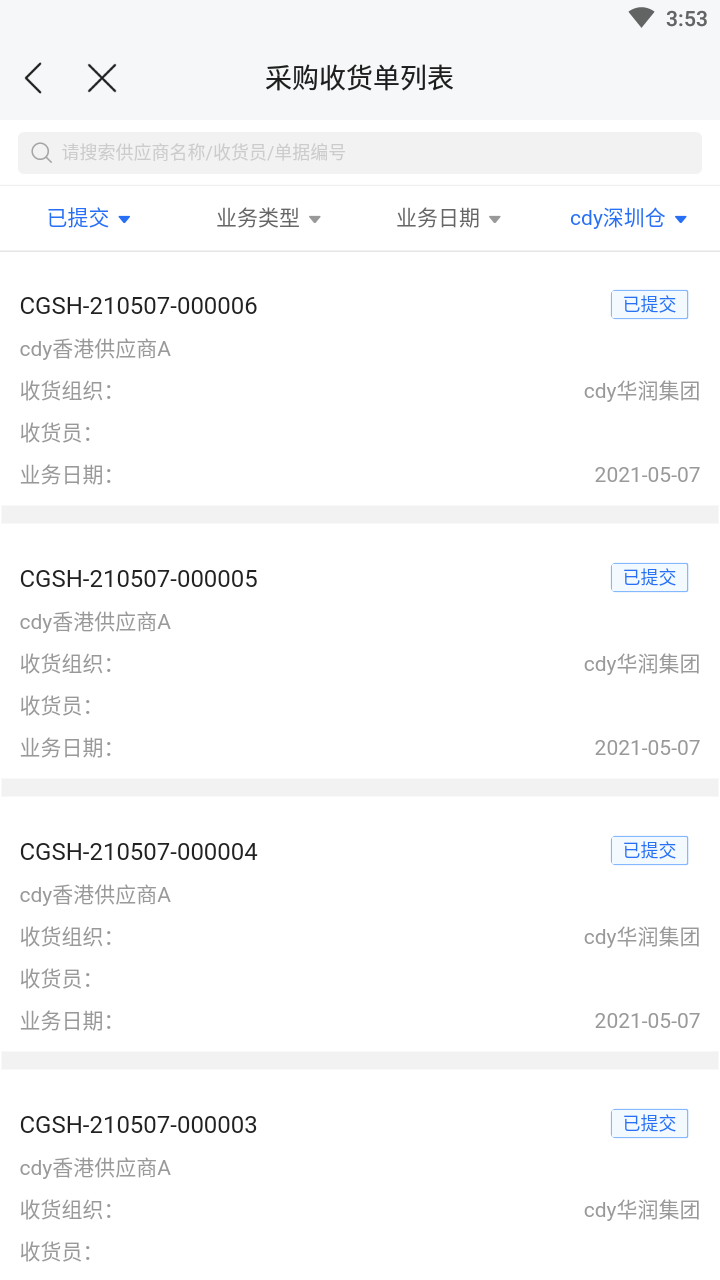 3:53
采购收货单列表
请搜索供应商名称/收货员/单据编号
已提交 业务类型 业务日期 cdy深圳仓
CGSH-210507-000006 已提交
cdy香港供应商A
收货组织： cdy华润集团
收货员：
业务日期： 2021-05-07
CGSH-210507-000005 已提交
cdy香港供应商A
收货组织： cdy华润集团
收货员：
业务日期： 2021-05-07
CGSH-210507-000004 已提交
cdy香港供应商A
收货组织： cdy华润集团
收货员：
业务日期： 2021-05-07
CGSH-210507-000003 已提交
cdy香港供应商A
收货组织： cdy华润集团
收货员：